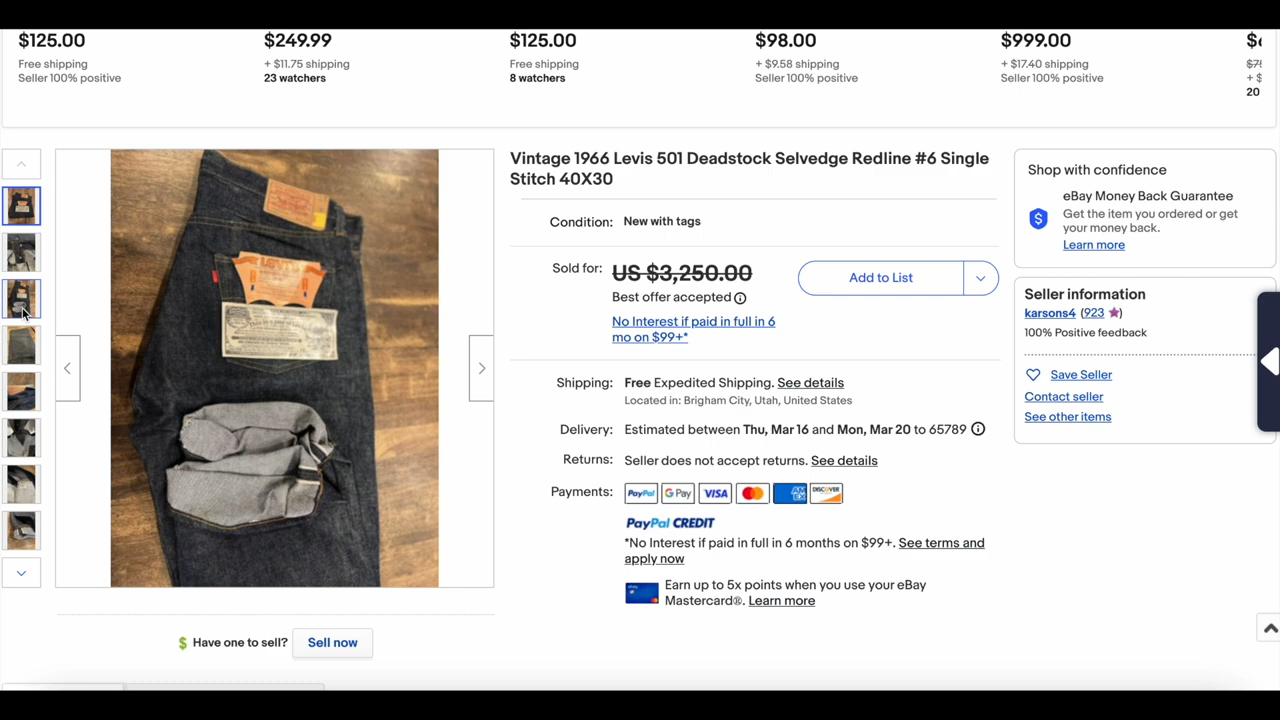 $125.00
$249.99
$125.00
$98.00
$999.00
Free shipping
+ $11.75 shipping
Free shipping
+ $9.58 shipping
+ $17.40 shipping
Seller 100% positive
23 watchers
8 watchers
Seller 100% positive
Seller 100% positive
20
Vintage 1966 Levis 501 Deadstock Selvedge Redline #6 Single
Stitch 40X30
Condition: New with tags
Sold for: US $3,250.00
Best offer accepted
No Interest if paid in full in 6
mo on $99+*
Add to List
Shipping: Free Expedited Shipping. See details
Located in: Brigham City, Utah, United States
Delivery: Estimated between Thu, Mar 16 and Mon, Mar 20 to 65789
Returns: Seller does not accept returns. See details
Payments: PayPal G Pay VISA MasterCard AM EX DISCOVER
PayPal CREDIT
*No Interest if paid in full in 6 months on $99+. See terms and
apply now
Earn up to 5x points when you use your eBay
Mastercard®. Learn more
Shop with confidence
eBay Money Back Guarantee
Get the item you ordered or get
your money back.
Learn more
Seller information
karsons4 (923)
100% Positive feedback
Save Seller
Contact seller
See other items
Have one to sell? Sell now